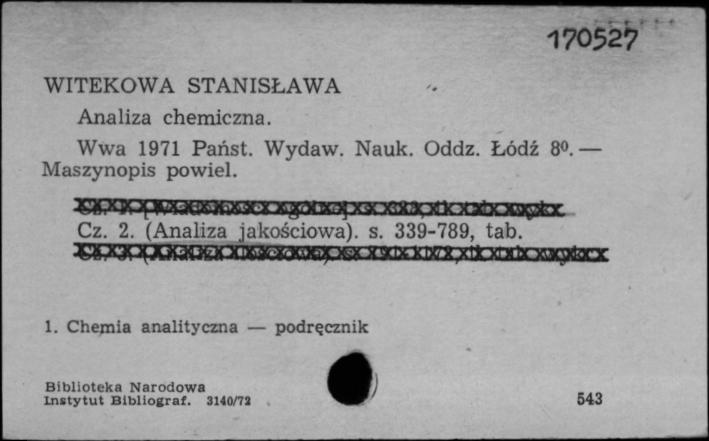 170527
WITEKOWA STANISŁAWA
Analiza chemiczna.
Wwa 1971 Państ. Wydaw. Nauk. Oddz. Łódź 8⁰. —
Maszynopis powiel.
Cz. 2. (Analiza jakościowa). s. 339-789, tab.
1. Chemia analityczna — podręcznik
Biblioteka Narodowa
Instytut Bibliograf. 3140/72
543